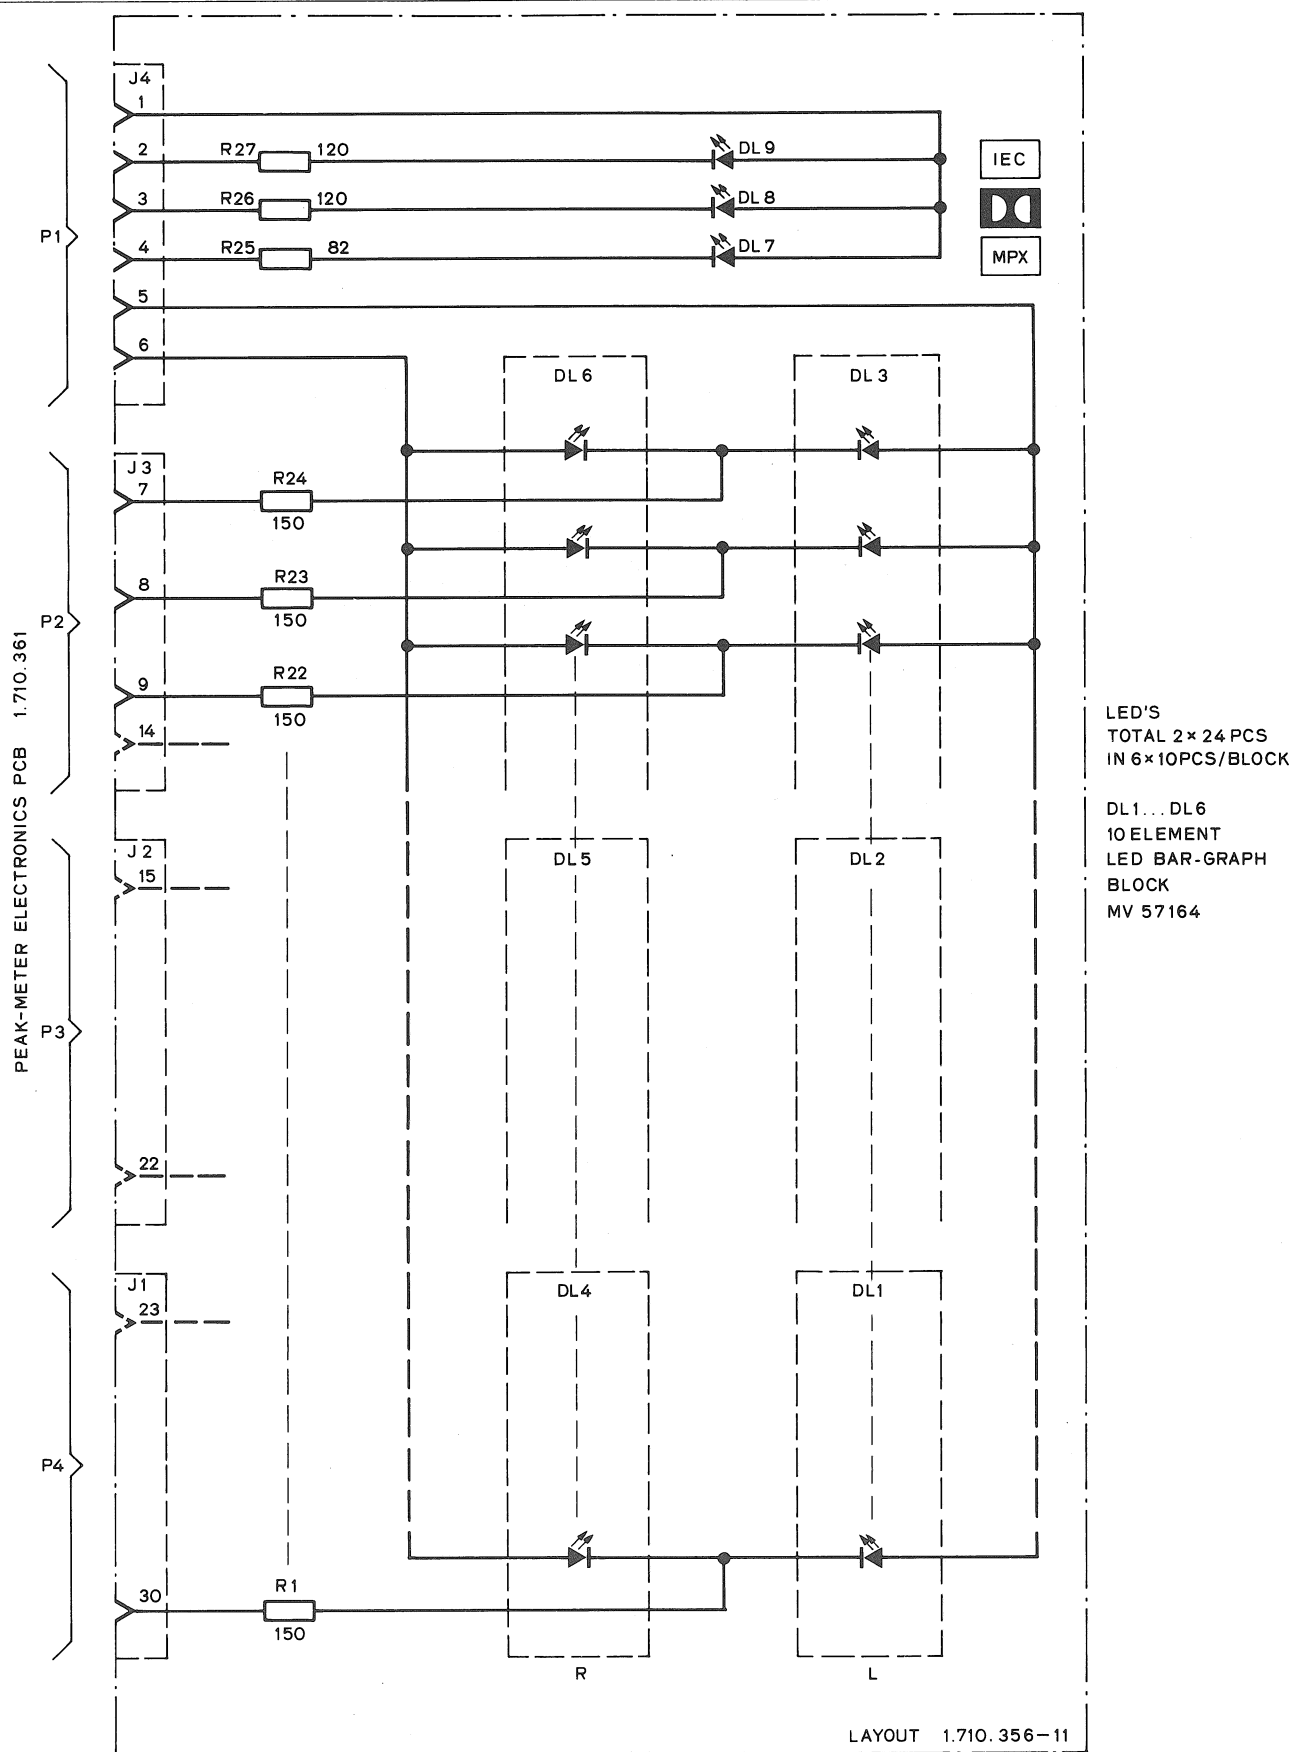 J4
1
2 R27 120 DL9 IEC
3 R26 120 DL8
P1
4 R25 82 DL7 MPX
5
6
DL6 DL3
J3
7 R24
150
8 R23
150
P2
9 R22
150
14
PEAK-METER ELECTRONICS PCB 1.710.361
LED'S
TOTAL 2×24 PCS
IN 6×10PCS/BLOCK
DL1...DL6
10 ELEMENT
LED BAR-GRAPH
BLOCK
MV 57164
J2 DL5 DL2
15
P3
22
J1 DL4 DL1
23
P4
30 R1
150
R L
LAYOUT 1.710.356-11